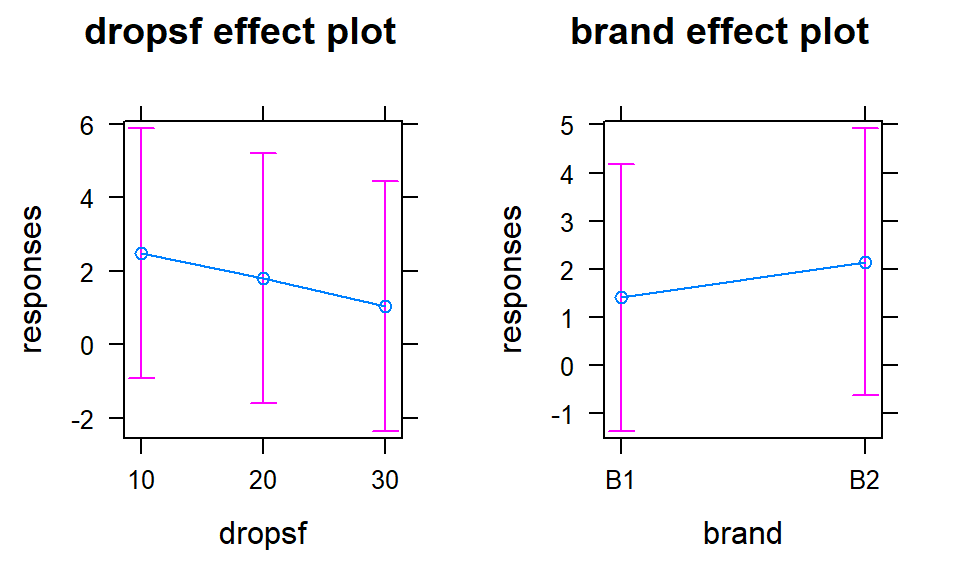 dropsf effect plot
responses
6
4
2
0
-2
10 20 30
dropsf
brand effect plot
responses
5
4
3
2
1
0
-1
B1 B2
brand